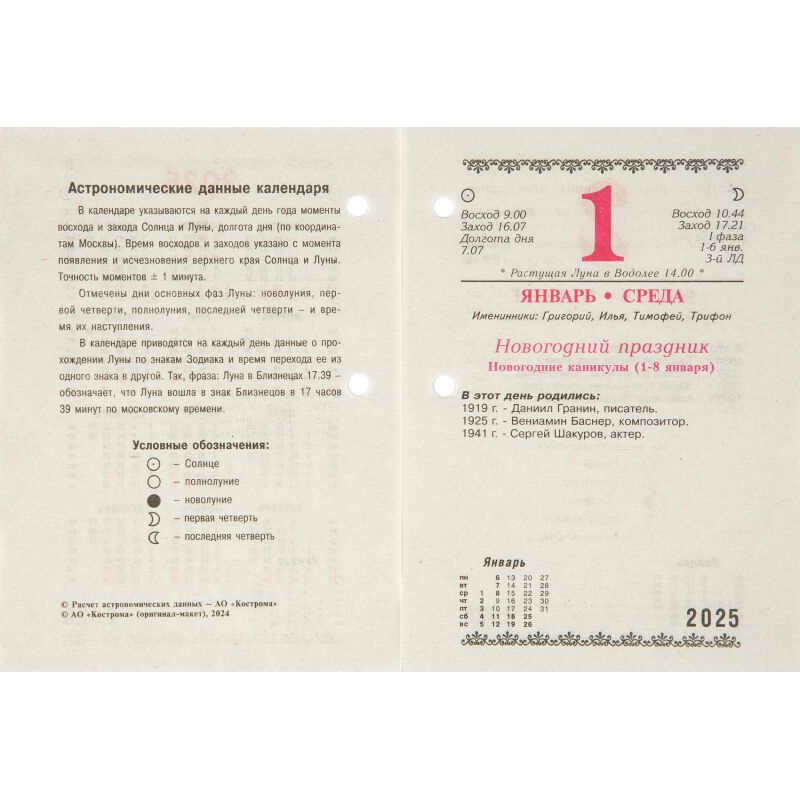 Астрономические данные календаря
В календаре указываются на каждый день года моменты
восхода и захода Солнца и Луны, долгота дня (по координа-
там Москвы). Время восходов и заходов указано с момента
появления и исчезновения верхнего края Солнца и Луны.
Точность моментов ± 1 минута.
Отмечены дни основных фаз Луны: новолуния, пер-
вой четверти, полнолуния, последней четверти – и вре-
мя их наступления.
В календаре приводятся на каждый день данные о про-
хождении Луны по знакам Зодиака и время перехода ее из
одного знака в другой. Так, фраза: Луна в Близнецах 17.39 –
обозначает, что Луна вошла в знак Близнецов в 17 часов
39 минут по московскому времени.
Условные обозначения:
– Солнце
– полнолуние
– новолуние
– первая четверть
– последняя четверть
© Расчет астрономических данных – АО «Кострома»
© АО «Кострома» (оригинал-макет), 2024
1
Восход 9.00
Заход 16.07
Долгота дня
7.07
Восход 10.44
Заход 17.21
I фаза
1-6 янв.
3-й ЛД
* Растущая Луна в Водолее 14.00 *
ЯНВАРЬ • СРЕДА
Именинники: Григорий, Илья, Тимофей, Трифон
Новогодний праздник
Новогодние каникулы (1-8 января)
В этот день родились:
1919 г. - Даниил Гранин, писатель.
1925 г. - Вениамин Баснер, композитор.
1941 г. - Сергей Шакуров, актер.
Январь
пн 6 13 20 27
вт 7 14 21 28
ср 1 8 15 22 29
чт 2 9 16 23 30
пт 3 10 17 24 31
сб 4 11 18 25
вс 5 12 19 26
2025